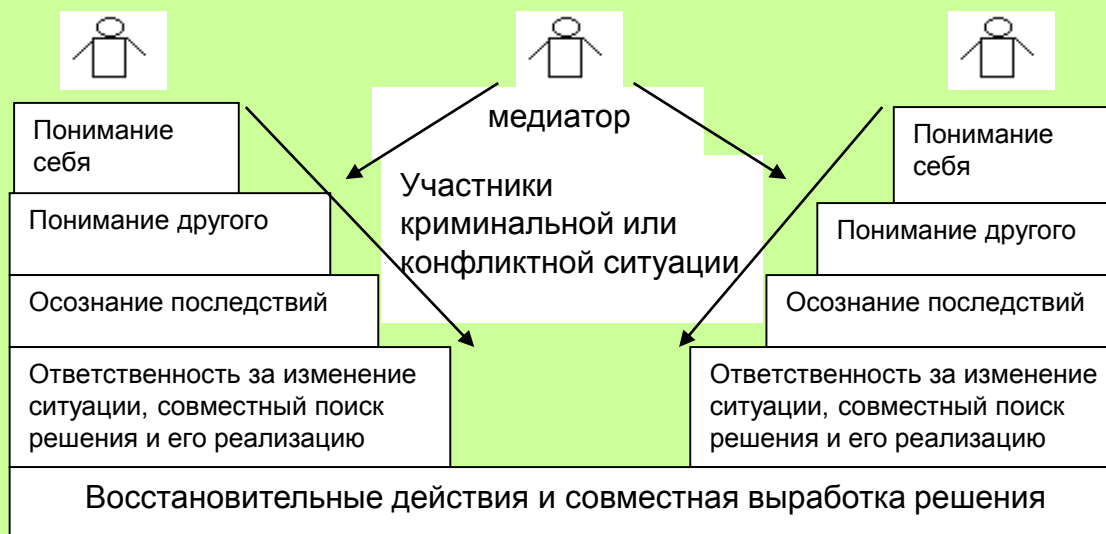 медиатор
Участники
криминальной или
конфликтной ситуации
Понимание
себя
Понимание другого
Осознание последствий
Ответственность за изменение
ситуации, совместный поиск
решения и его реализацию
Понимание
себя
Понимание другого
Осознание последствий
Ответственность за изменение
ситуации, совместный поиск
решения и его реализацию
Восстановительные действия и совместная выработка решения